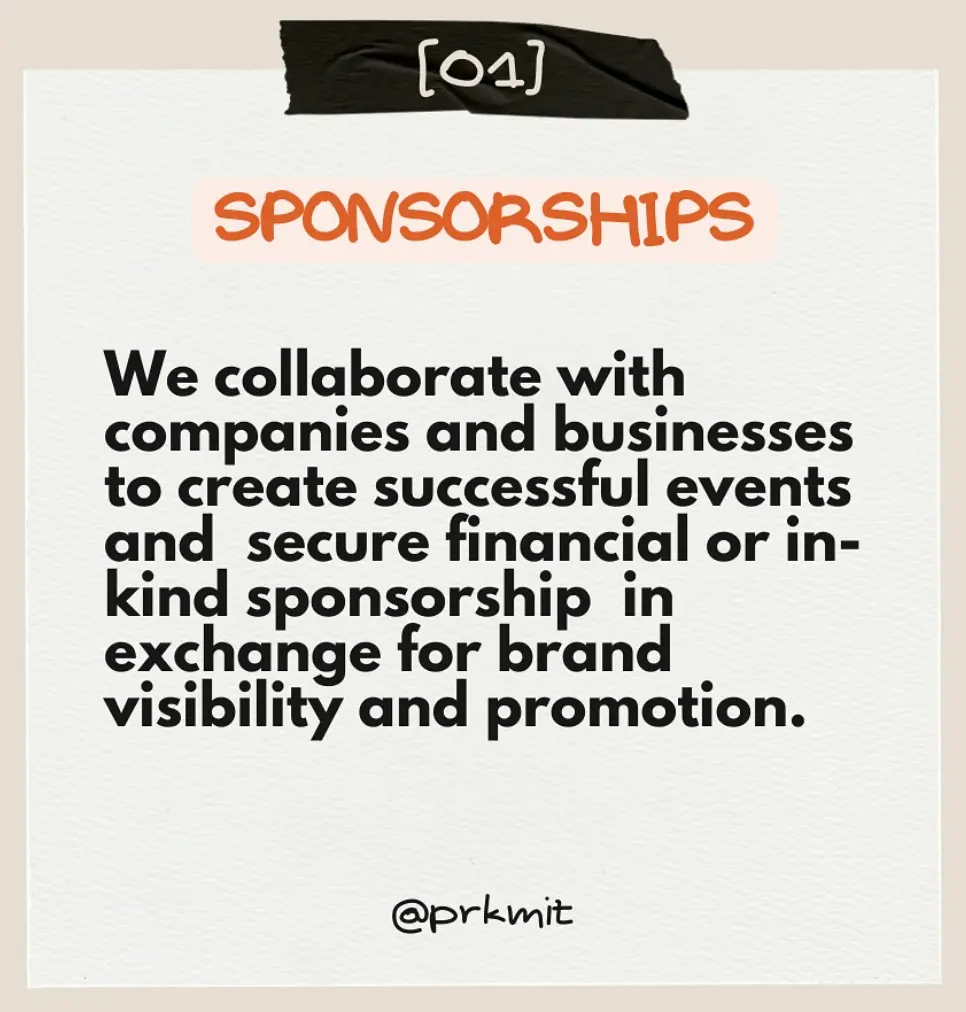 [01]
SPONSORSHIPS
We collaborate with
companies and businesses
to create successful events
and  secure financial or in-
kind sponsorship  in
exchange for brand
visibility and promotion.
@prkmit